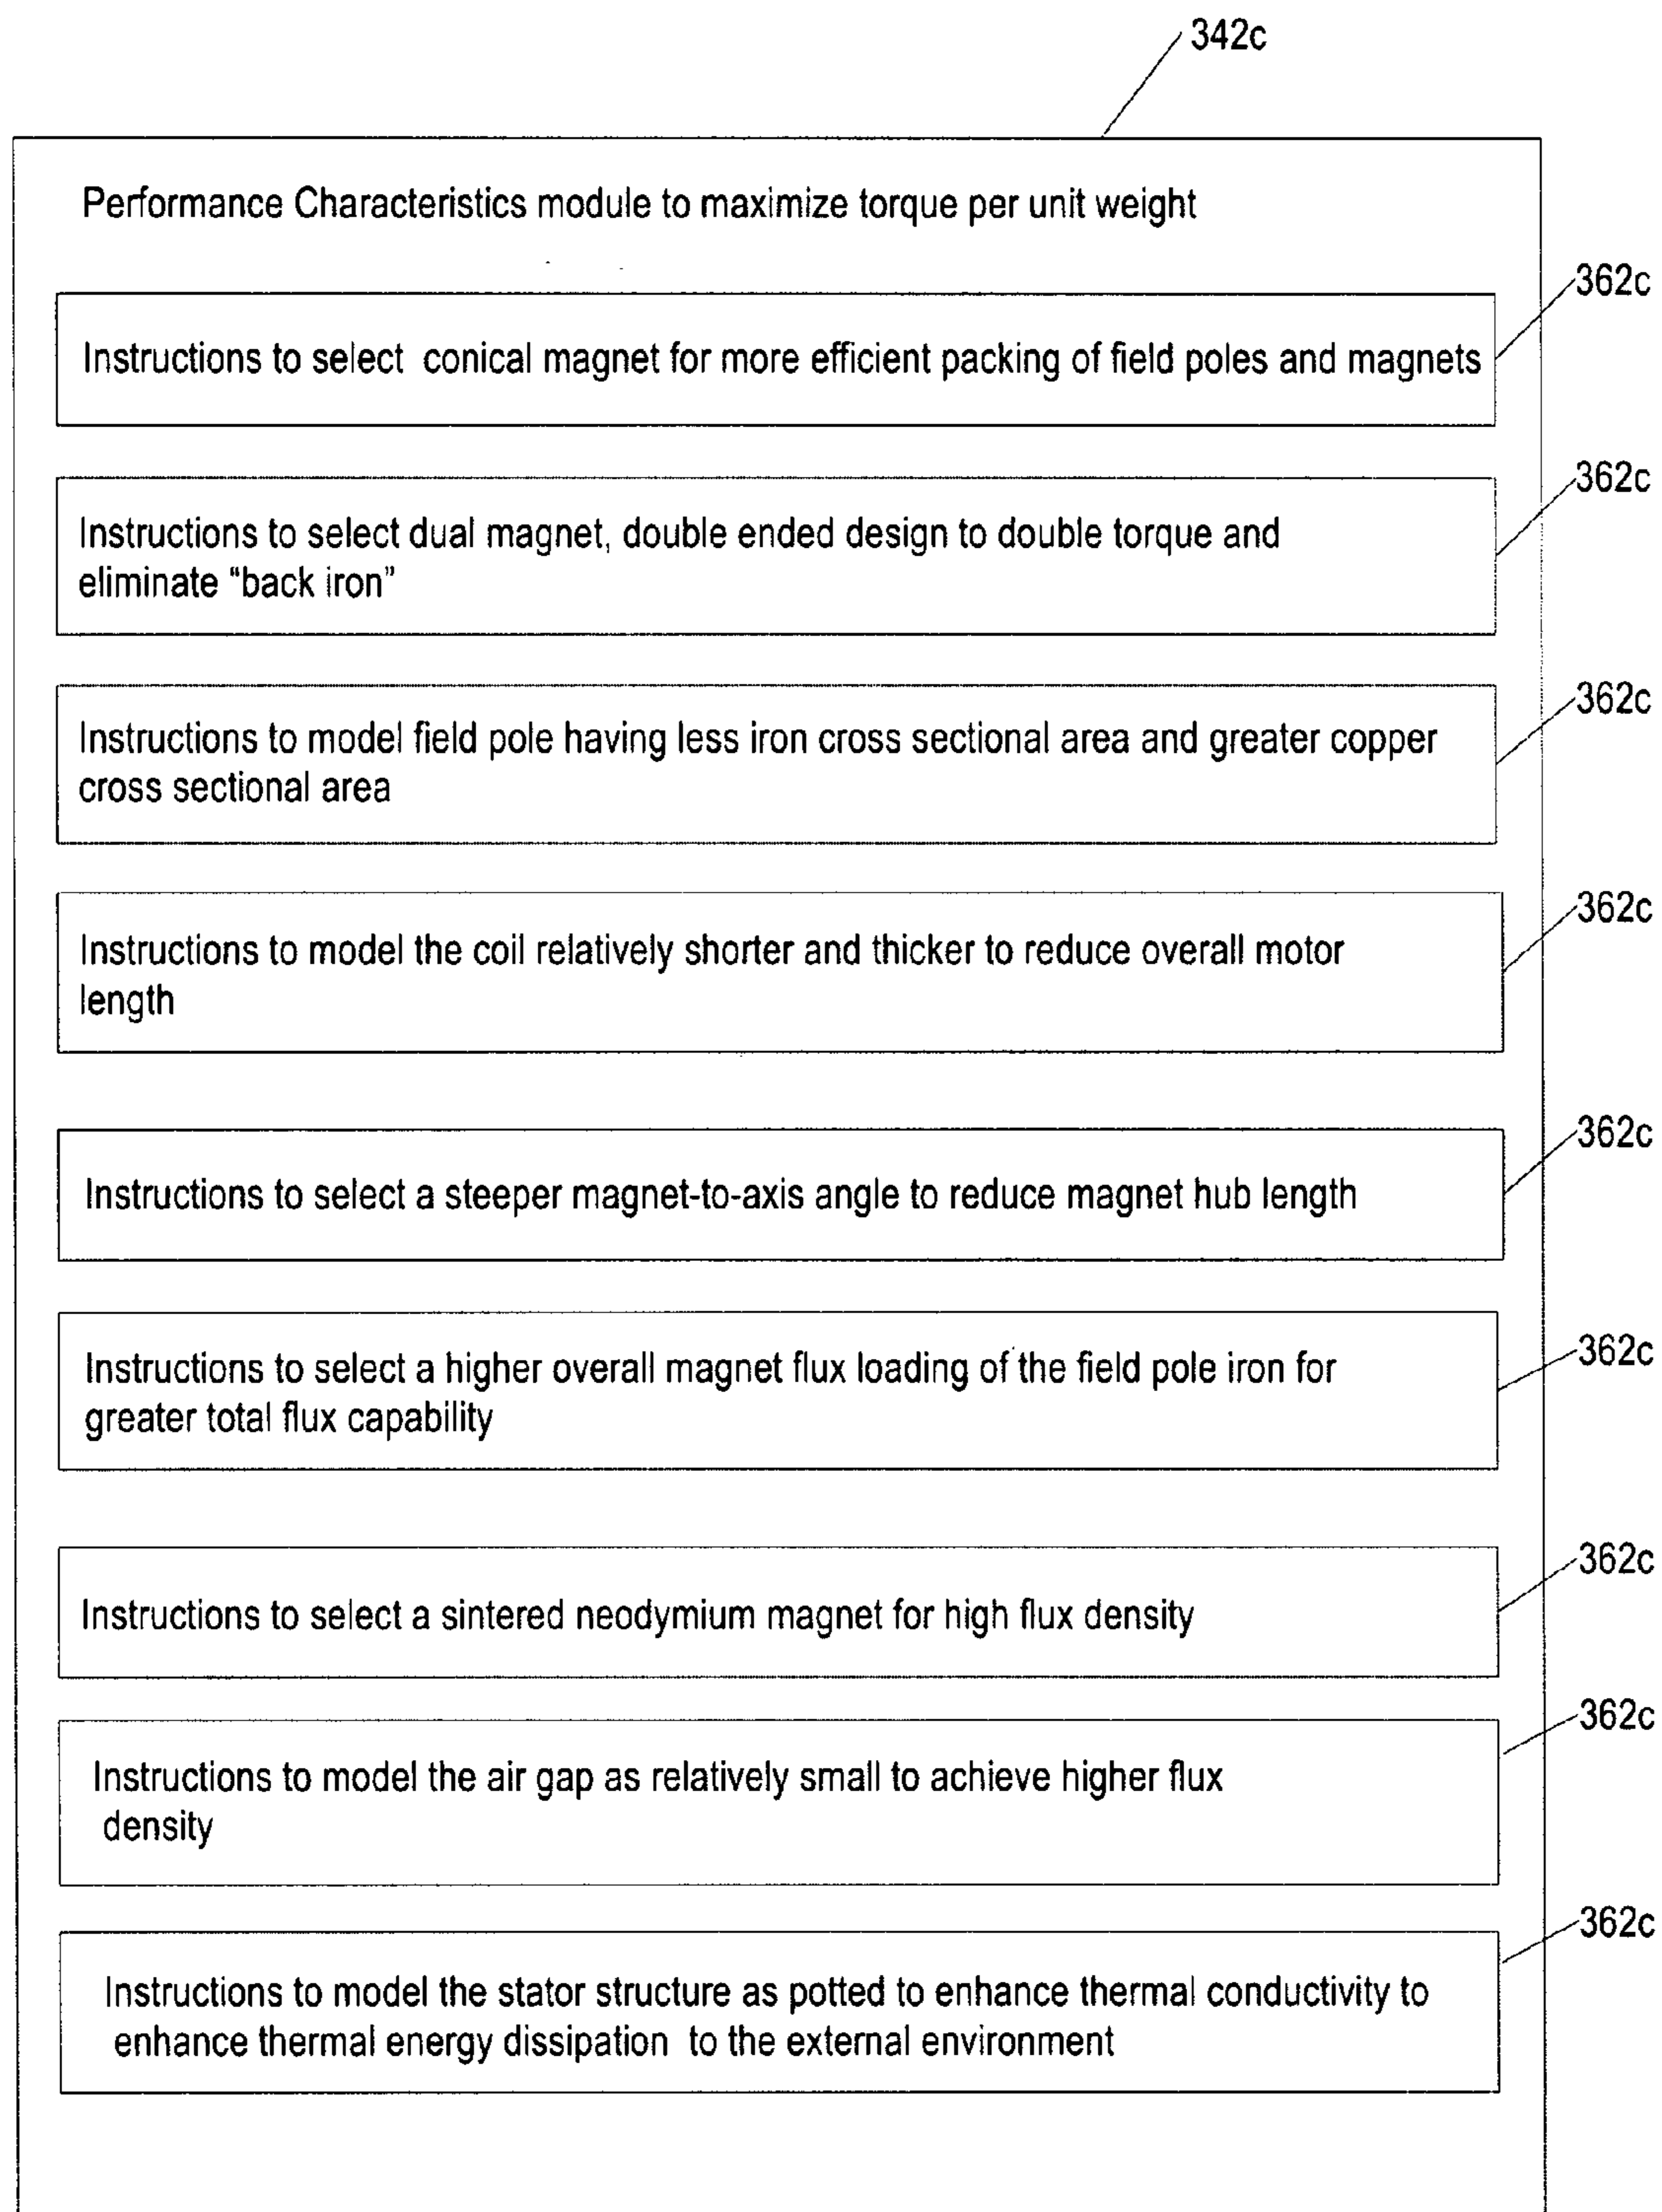 342c
Performance Characteristics module to maximize torque per unit weight
362c
Instructions to select conical magnet for more efficient packing of field poles and magnets
362c
Instructions to select dual magnet, double ended design to double torque and
eliminate “back iron”
362c
Instructions to model field pole having less iron cross sectional area and greater copper
cross sectional area
362c
Instructions to model the coil relatively shorter and thicker to reduce overall motor
length
362c
Instructions to select a steeper magnet-to-axis angle to reduce magnet hub length
362c
Instructions to select a higher overall magnet flux loading of the field pole iron for
greater total flux capability
362c
Instructions to select a sintered neodymium magnet for high flux density
362c
Instructions to model the air gap as relatively small to achieve higher flux
density
362c
Instructions to model the stator structure as potted to enhance thermal conductivity to
enhance thermal energy dissipation to the external environment